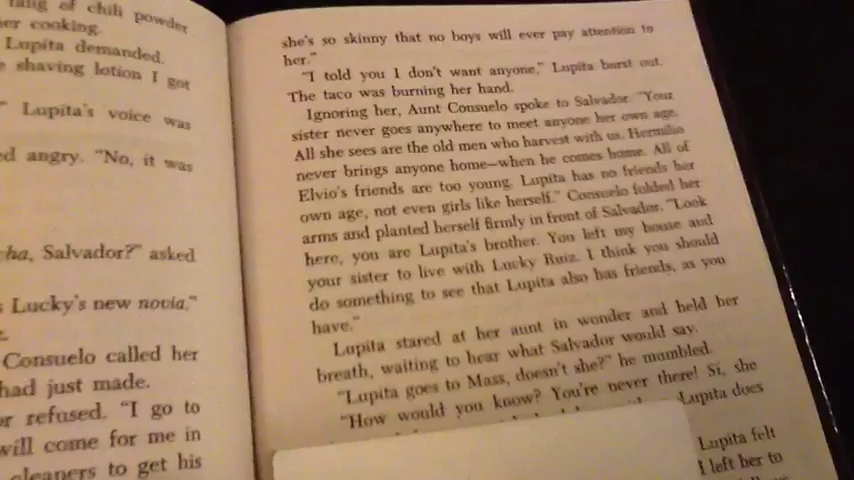 tang of chili powder
her cooking.
Lupita demanded.
shaving lotion I got
" Lupita's voice was
ed angry. "No, it was
cha, Salvador?" asked
s Lucky's new novia."
Consuelo called her
had just made.
or refused. "I go to
will come for me in
cleaners to get his
she's so skinny that no boys will ever pay attention to
her."
"I told you I don't want anyone," Lupita burst out.
The taco was burning her hand.
Ignoring her, Aunt Consuelo spoke to Salvador. "Your
sister never goes anywhere to meet anyone her own age.
All she sees are the old men who harvest with us. Hermilio
never brings anyone home—when he comes home. All of
Elvio's friends are too young. Lupita has no friends her
own age, not even girls like herself." Consuelo folded her
arms and planted herself firmly in front of Salvador. "Look
here, you are Lupita's brother. You left my house and
your sister to live with Lucky Ruiz. I think you should
do something to see that Lupita also has friends, as you
have."
Lupita stared at her aunt in wonder and held her
breath, waiting to hear what Salvador would say.
"Lupita goes to Mass, doesn't she?" he mumbled.
"How would you know? You're never there! Sí, she
Lupita does
Lupita felt
I left her to